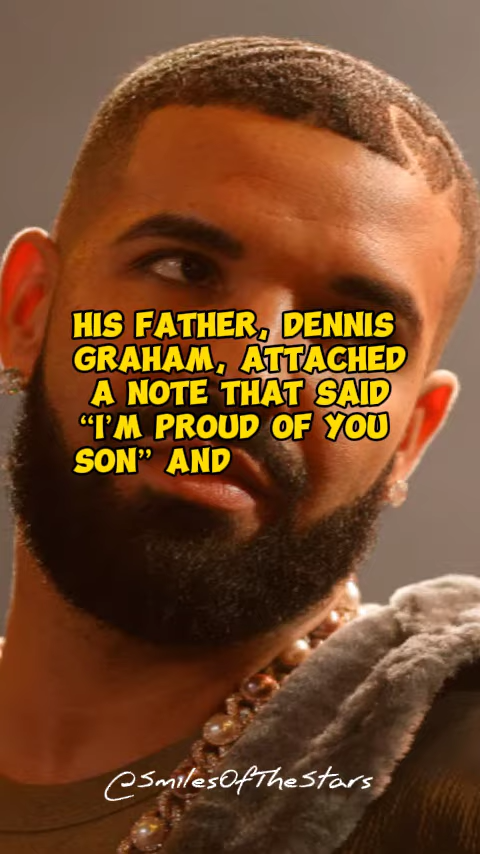 HIS FATHER, DENNIS
GRAHAM, ATTACHED
A NOTE THAT SAID
“I’M PROUD OF YOU
SON” AND
@SmilesOfTheStars